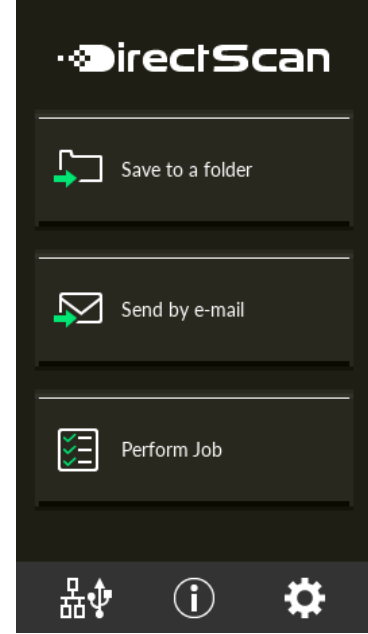 DirectScan
Save to a folder
Send by e-mail
Perform Job